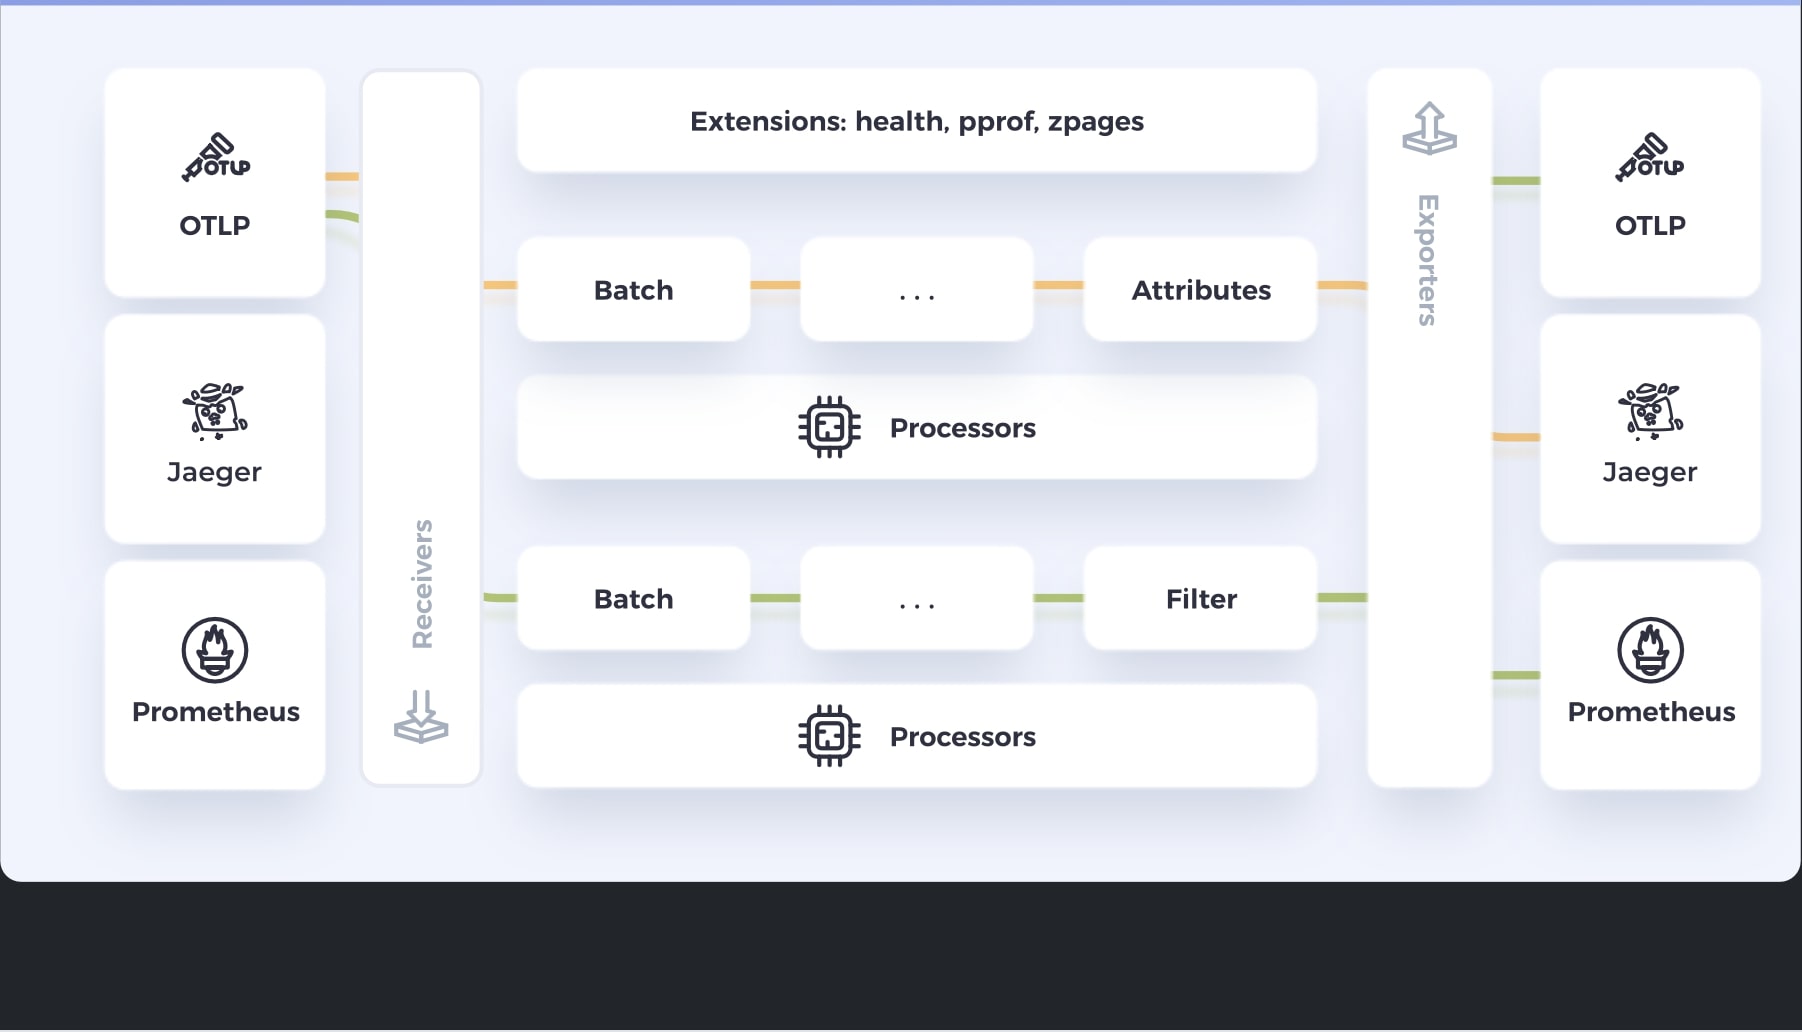 OTLP
OTLP
Jaeger
Prometheus
Receivers
Extensions: health, pprof, zpages
Batch
...
Attributes
Processors
Batch
...
Filter
Processors
Exporters
OTLP
OTLP
Jaeger
Prometheus